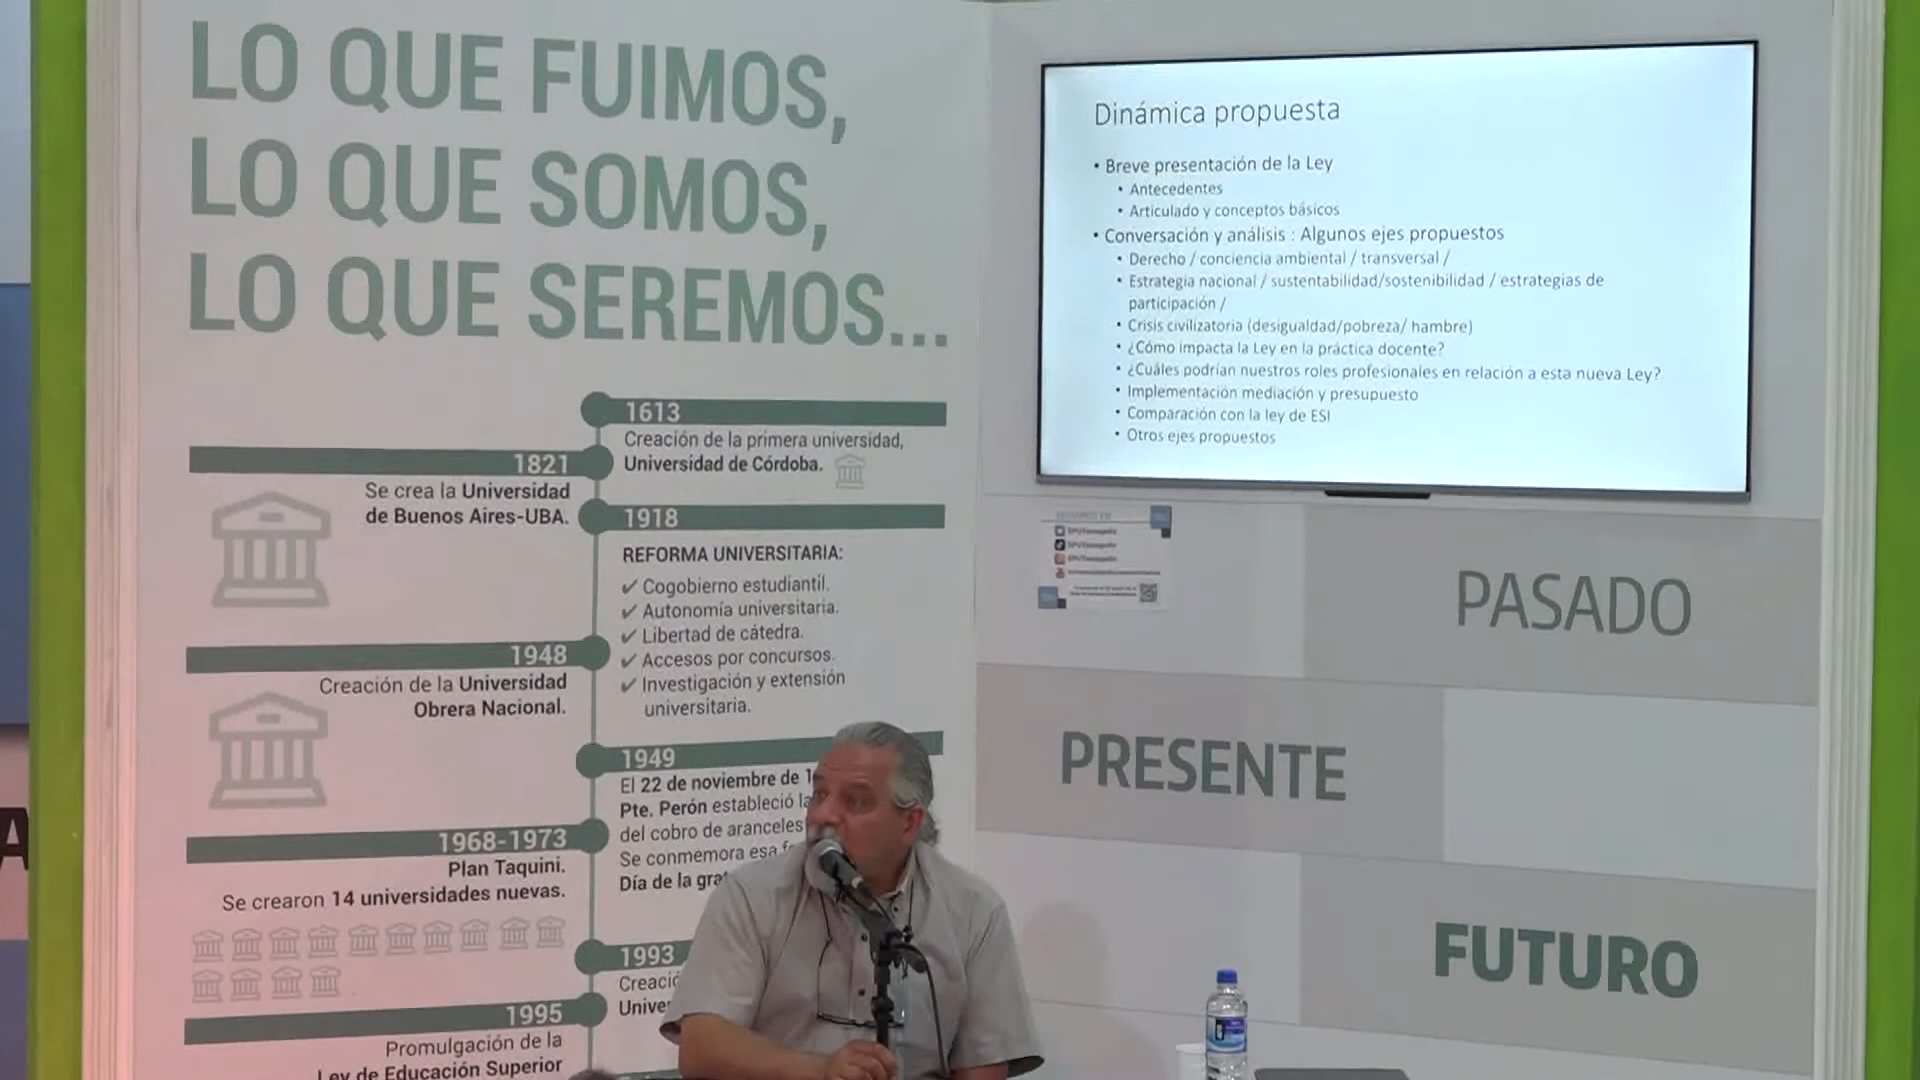 LO QUE FUIMOS,
LO QUE SOMOS,
LO QUE SEREMOS...
1613
Creación de la primera universidad,
Universidad de Córdoba.
1821
Se crea la Universidad
de Buenos Aires-UBA.
1918
REFORMA UNIVERSITARIA:
✔ Cogobierno estudiantil.
✔ Autonomía universitaria.
✔ Libertad de cátedra.
✔ Accesos por concursos.
✔ Investigación y extensión
universitaria.
1948
Creación de la Universidad
Obrera Nacional.
1949
El 22 de noviembre de 1
Pte. Perón estableció la
del cobro de aranceles
Se conmemora esa
Día de la gra
1968-1973
Plan Taquini.
Se crearon 14 universidades nuevas.
1993
Creació
Unive
1995
Promulgación de la
Ley de Educación Superior
Dinámica propuesta
• Breve presentación de la Ley
• Antecedentes
• Articulado y conceptos básicos
• Conversación y análisis : Algunos ejes propuestos
• Derecho / conciencia ambiental / transversal /
• Estrategia nacional / sustentabilidad/sostenibilidad / estrategias de
participación /
• Crisis civilizatoria (desigualdad/pobreza/ hambre)
• ¿Cómo impacta la Ley en la práctica docente?
• ¿Cuáles podrían nuestros roles profesionales en relación a esta nueva Ley?
• Implementación mediación y presupuesto
• Comparación con la ley de ESI
• Otros ejes propuestos
PASADO
PRESENTE
FUTURO
A